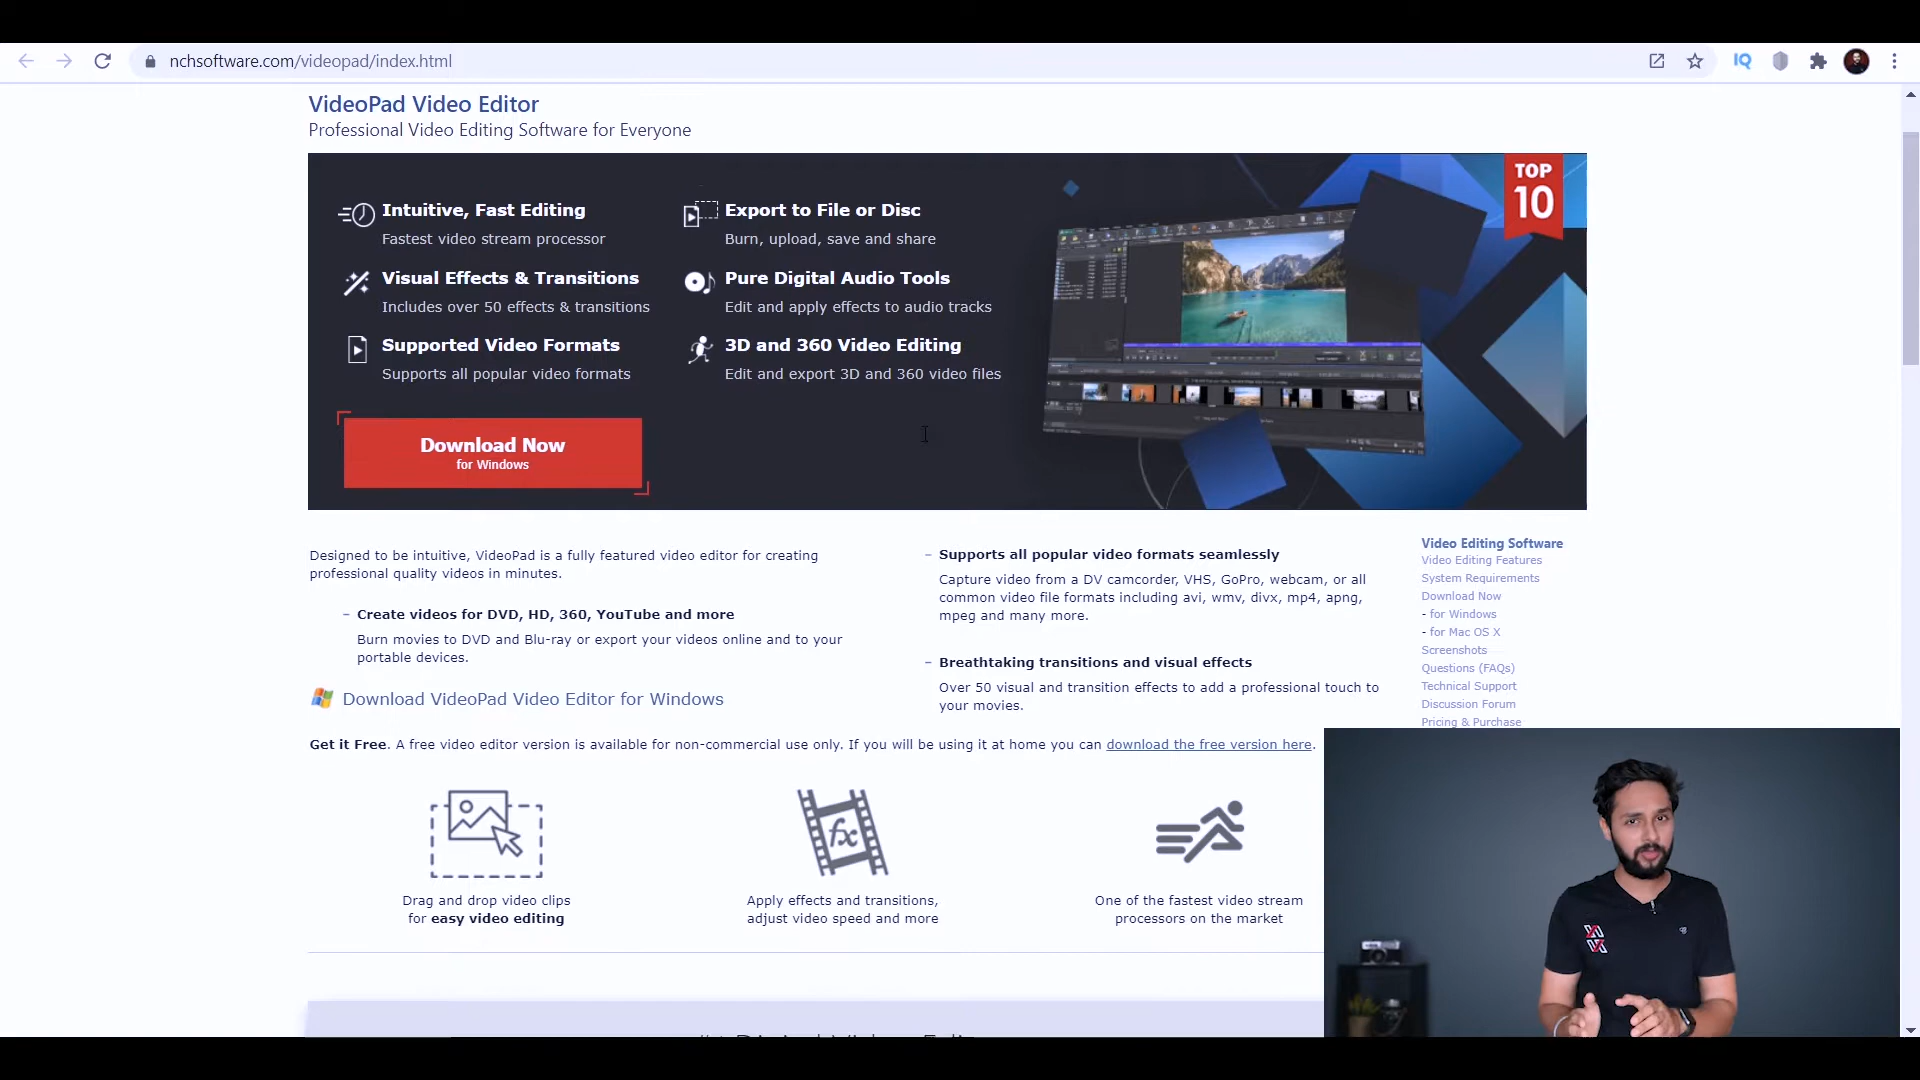 nchsoftware.com/videopad/index.html
IQ
VideoPad Video Editor
Professional Video Editing Software for Everyone
Intuitive, Fast Editing
Fastest video stream processor
Export to File or Disc
Burn, upload, save and share
Visual Effects & Transitions
Includes over 50 effects & transitions
Pure Digital Audio Tools
Edit and apply effects to audio tracks
Supported Video Formats
Supports all popular video formats
3D and 360 Video Editing
Edit and export 3D and 360 video files
TOP
10
Download Now
for Windows
Designed to be intuitive, VideoPad is a fully featured video editor for creating
professional quality videos in minutes.
– Create videos for DVD, HD, 360, YouTube and more
Burn movies to DVD and Blu-ray or export your videos online and to your
portable devices.
– Supports all popular video formats seamlessly
Capture video from a DV camcorder, VHS, GoPro, webcam, or all
common video file formats including avi, wmv, divx, mp4, apng,
mpeg and many more.
– Breathtaking transitions and visual effects
Over 50 visual and transition effects to add a professional touch to
your movies.
Video Editing Software
Video Editing Features
System Requirements
Download Now
- for Windows
- for Mac OS X
Screenshots
Questions (FAQs)
Technical Support
Discussion Forum
Pricing & Purchase
Download VideoPad Video Editor for Windows
Get it Free. A free video editor version is available for non-commercial use only. If you will be using it at home you can download the free version here.
fx
Drag and drop video clips
for easy video editing
Apply effects and transitions,
adjust video speed and more
One of the fastest video stream
processors on the market